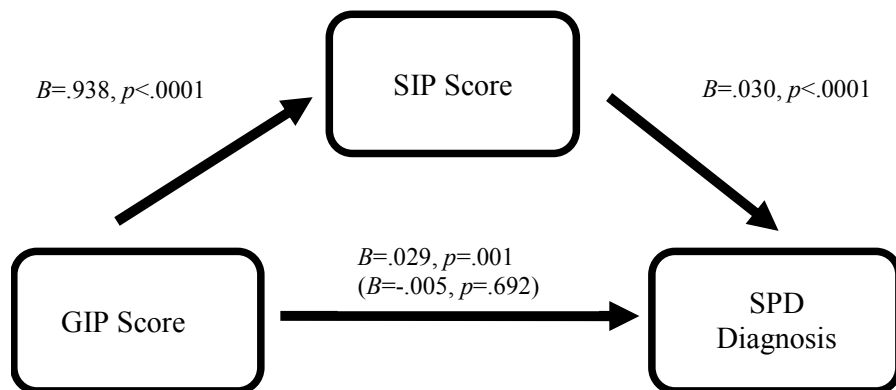 SIP Score
B=.938, p<.0001
B=.030, p<.0001
B=.029, p=.001
(B=-.005, p=.692)
GIP Score
SPD
Diagnosis